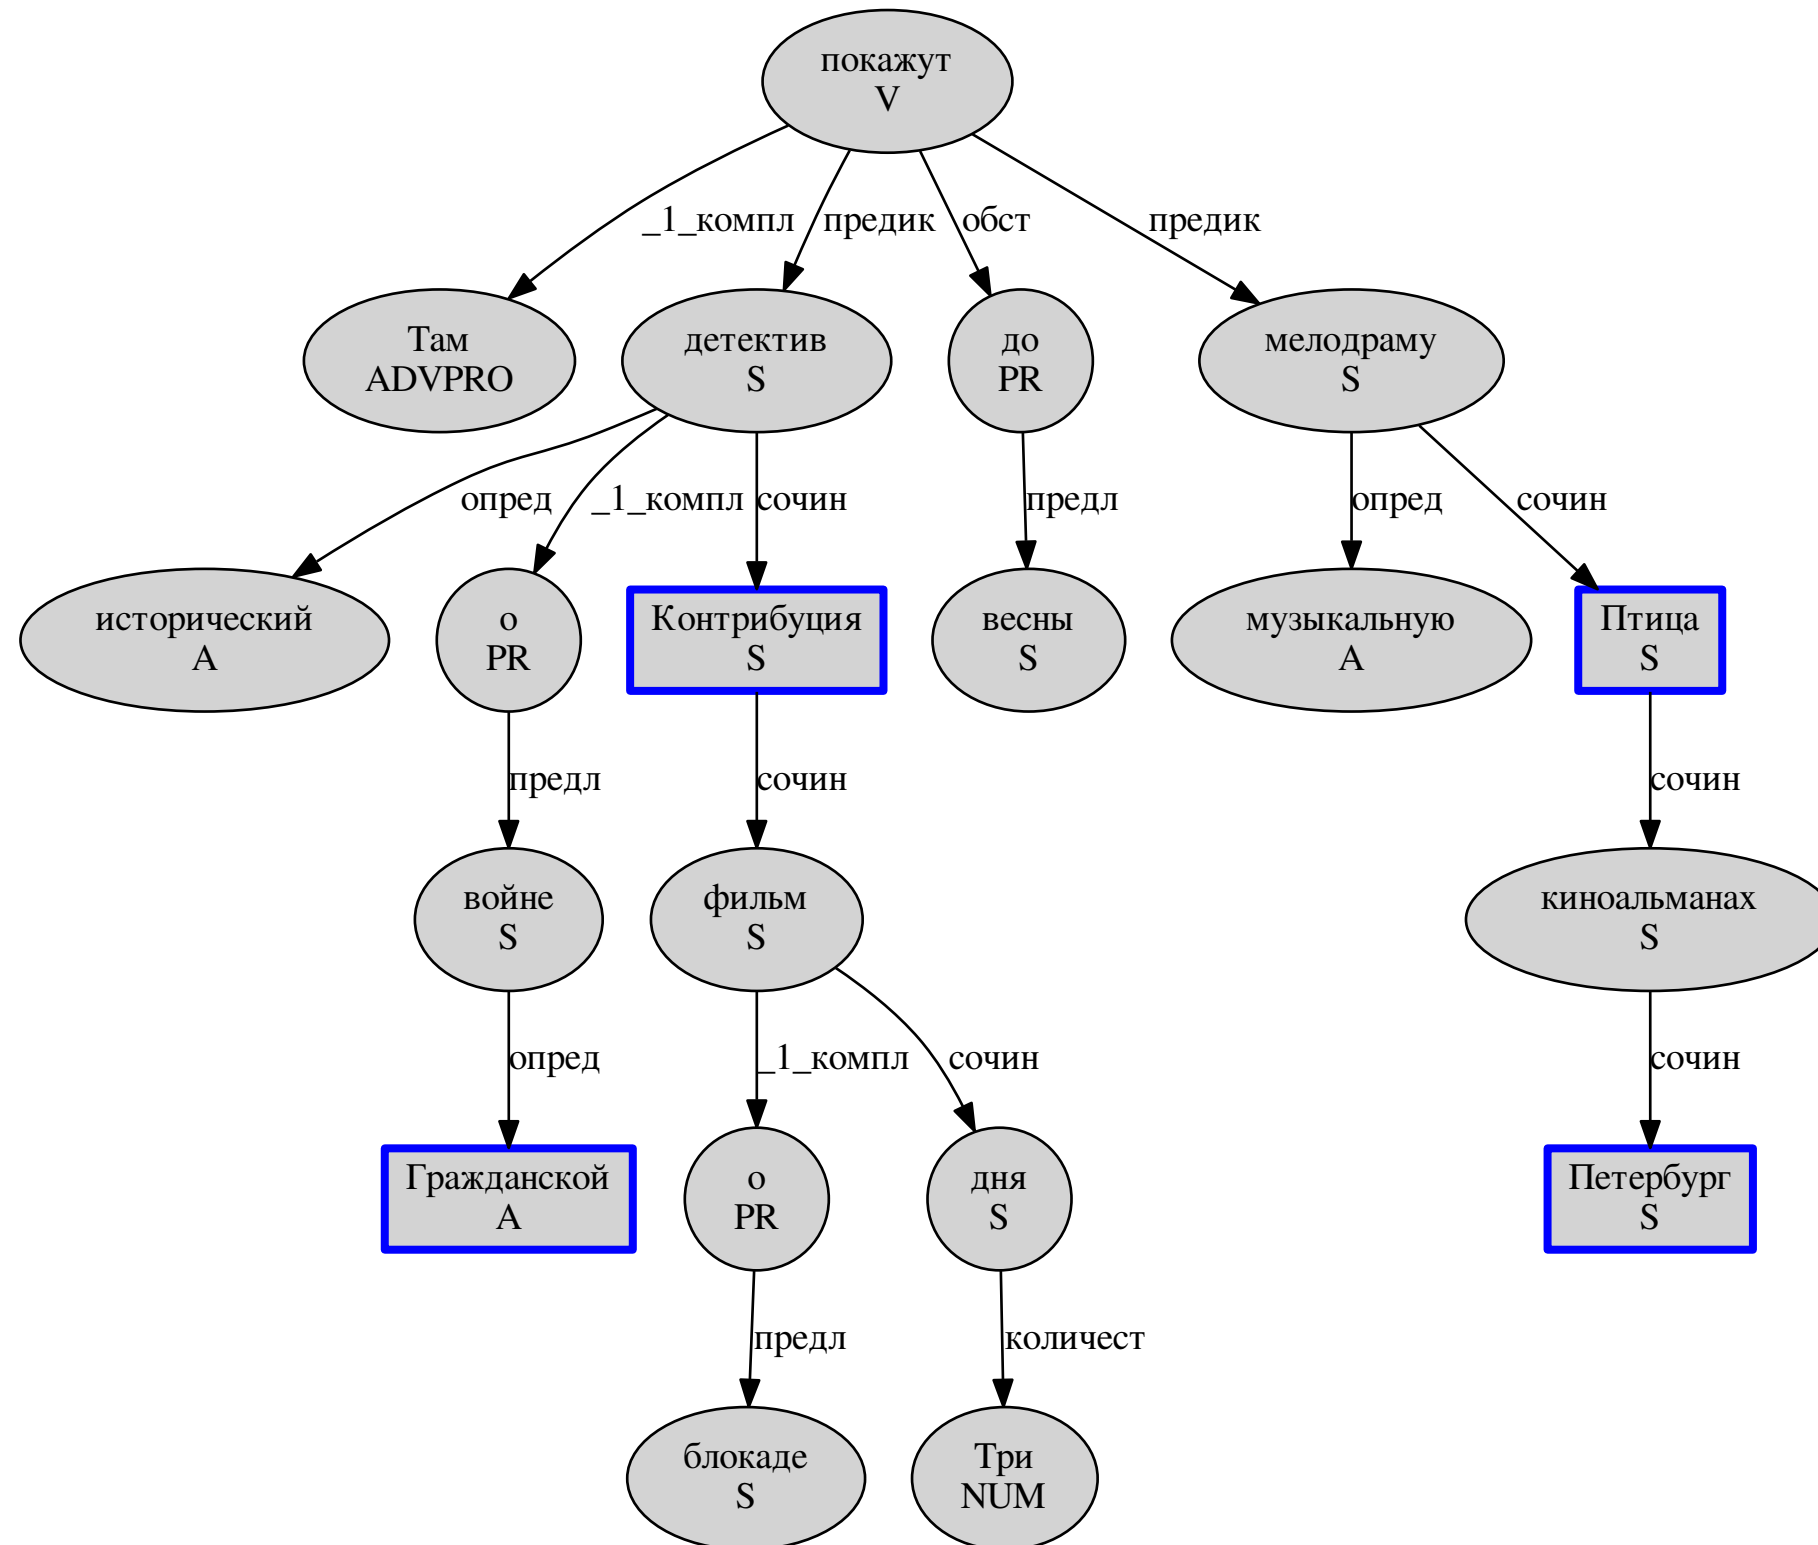 покажут
V
_1_компл
предик
обст
предик
Там
ADVPRO
детектив
S
до
PR
мелодраму
S
опред
_1_компл
сочин
предл
опред
сочин
исторический
A
о
PR
Контрибуция
S
весны
S
музыкальную
A
Птица
S
предл
сочин
сочин
войне
S
фильм
S
киноальманах
S
опред
_1_компл
сочин
сочин
Гражданской
A
о
PR
дня
S
Петербург
S
предл
количест
блокаде
S
Три
NUM